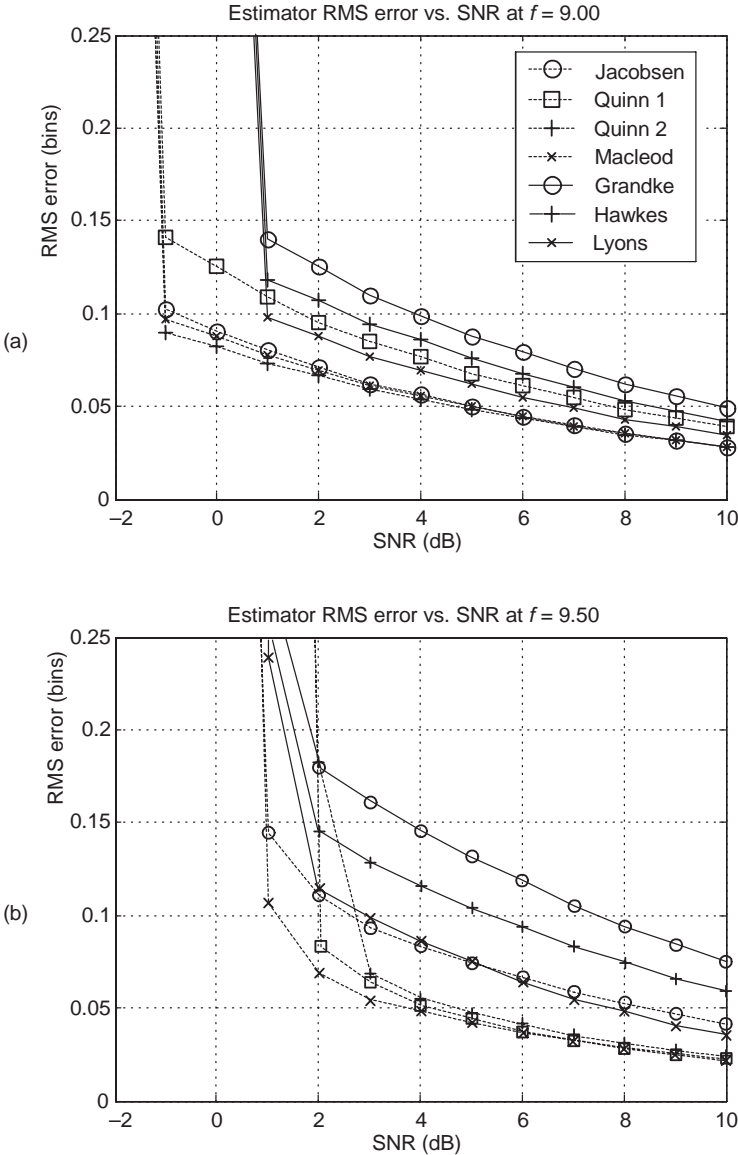 Estimator RMS error vs. SNR at f = 9.00
0.25
0.2
0.15
0.1
0.05
0
RMS error (bins)
(a)
Jacobsen
Quinn 1
Quinn 2
Macleod
Grandke
Hawkes
Lyons
–2 0 2 4 6 8 10
SNR (dB)
Estimator RMS error vs. SNR at f = 9.50
0.25
0.2
0.15
0.1
0.05
0
RMS error (bins)
(b)
–2 0 2 4 6 8 10
SNR (dB)